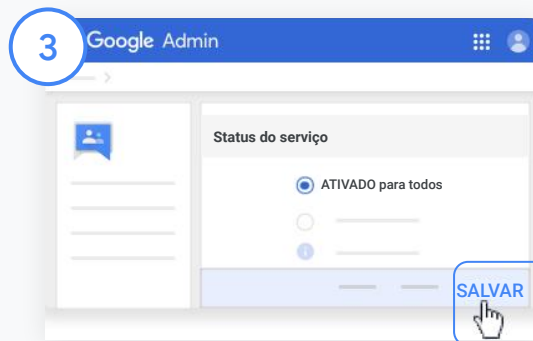 3
Google Admin
Status do serviço
ATIVADO para todos
SALVAR